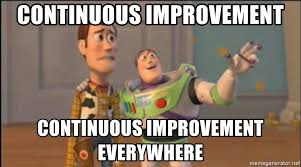 CONTINUOUS IMPROVEMENT
CONTINUOUS IMPROVEMENT
EVERYWHERE
memegenerator.net